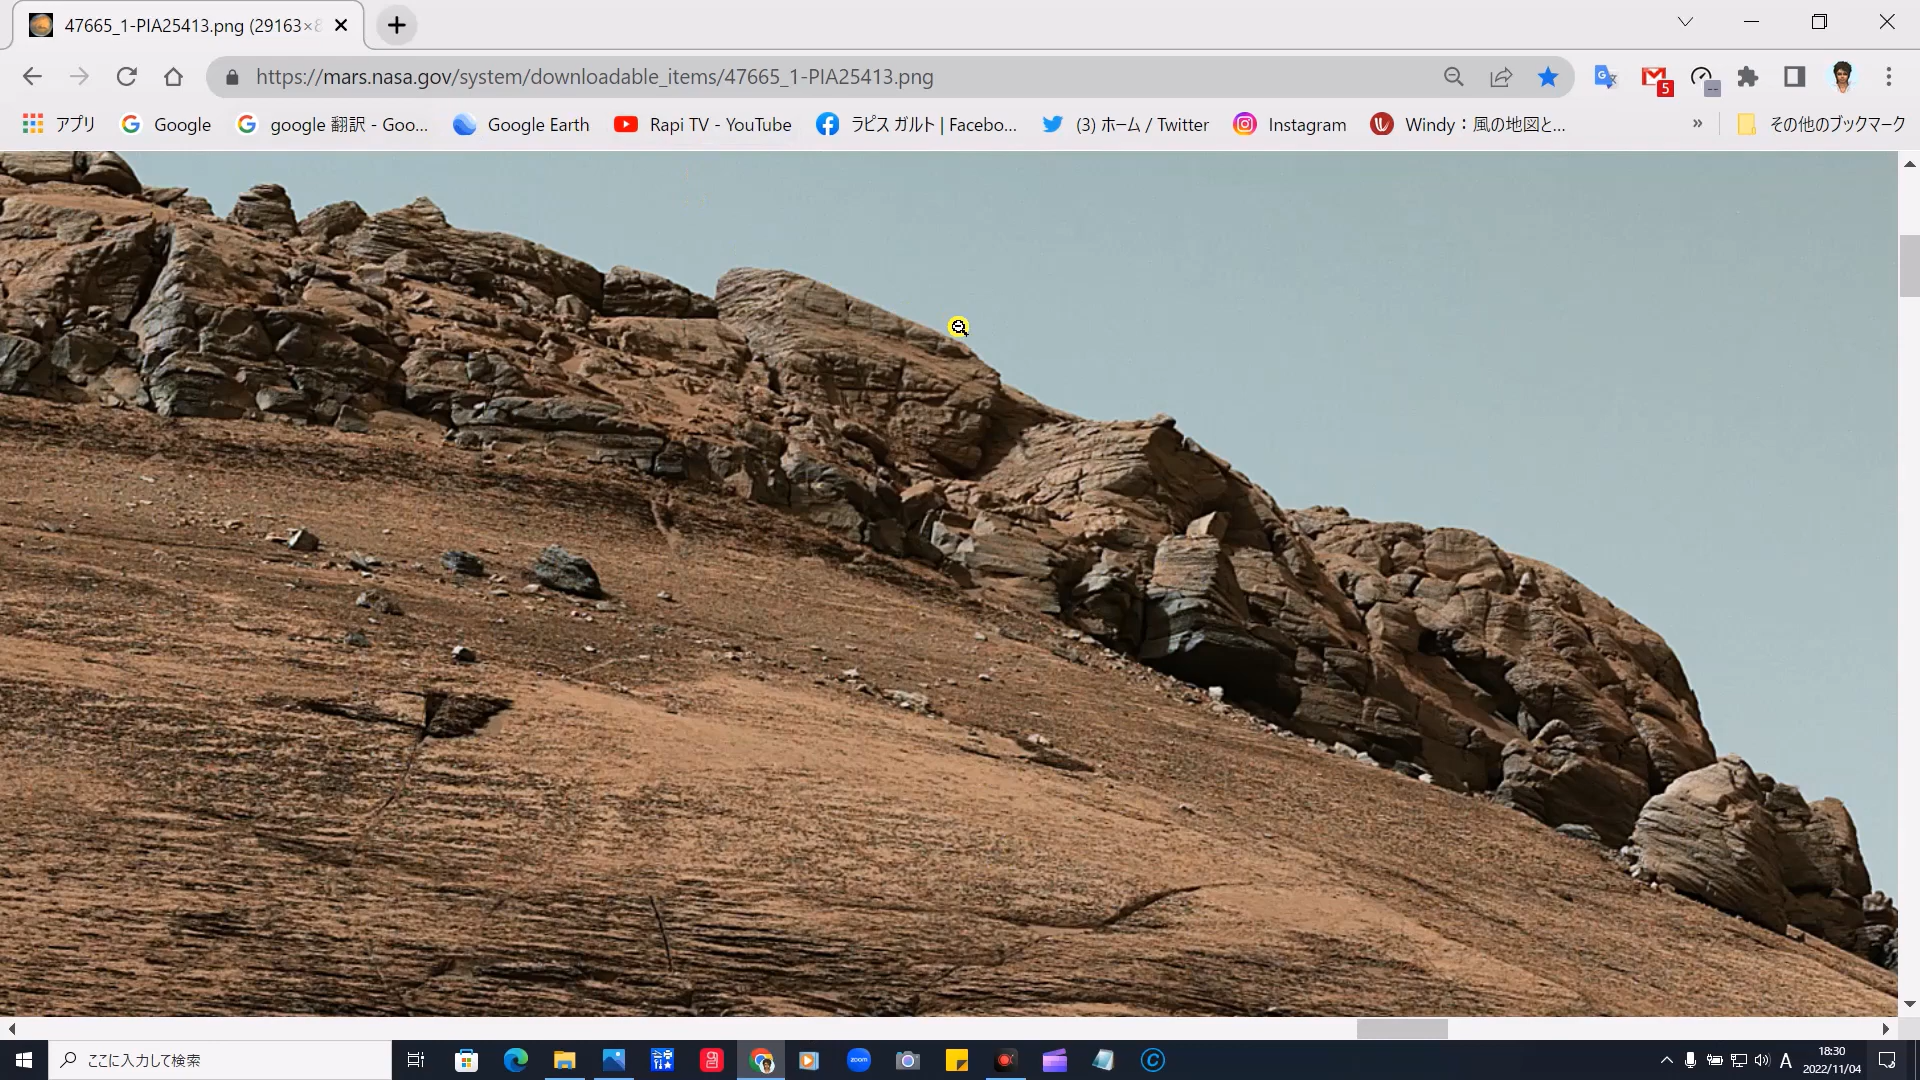 47665_1-PIA25413.png (29163×8
https://mars.nasa.gov/system/downloadable_items/47665_1-PIA25413.png
5
アプリ Google google 翻訳 - Goo... Google Earth Rapi TV - YouTube ラピス ガルト | Facebo... (3) ホーム / Twitter Instagram Windy：風の地図と... » その他のブックマーク
ここに入力して検索
zoom
A
18:30
2022/11/04